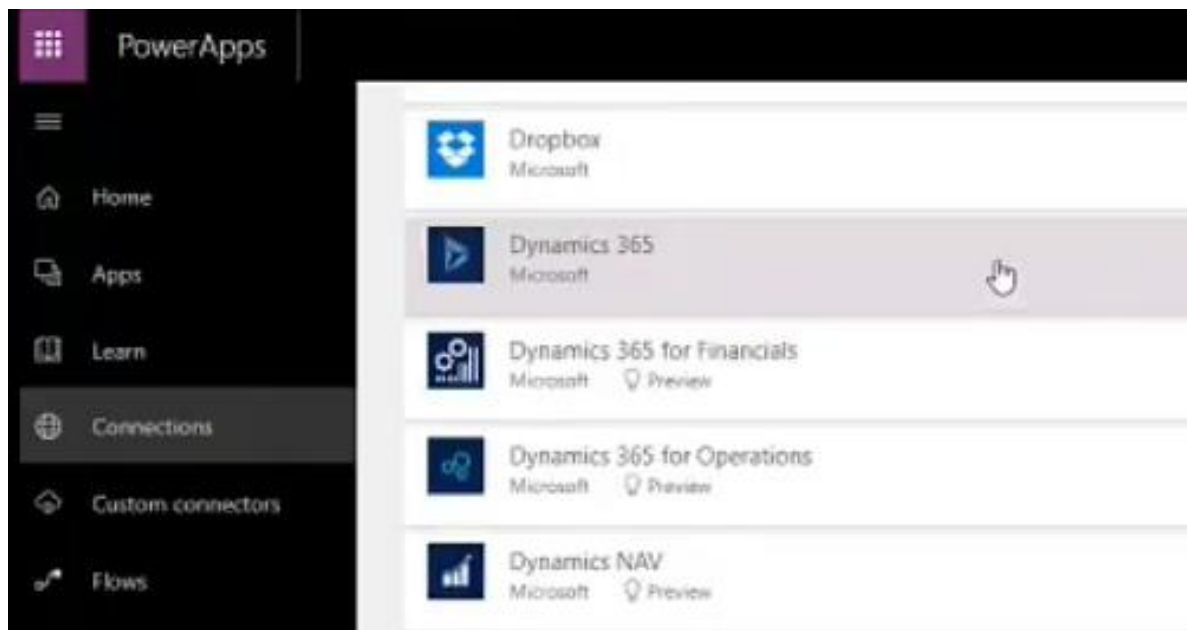 PowerApps
Home
Apps
Learn
Connections
Custom connectors
Flows
Dropbox
Microsoft
Dynamics 365
Microsoft
Dynamics 365 for Financials
Microsoft Preview
Dynamics 365 for Operations
Microsoft Preview
Dynamics NAV
Microsoft Preview